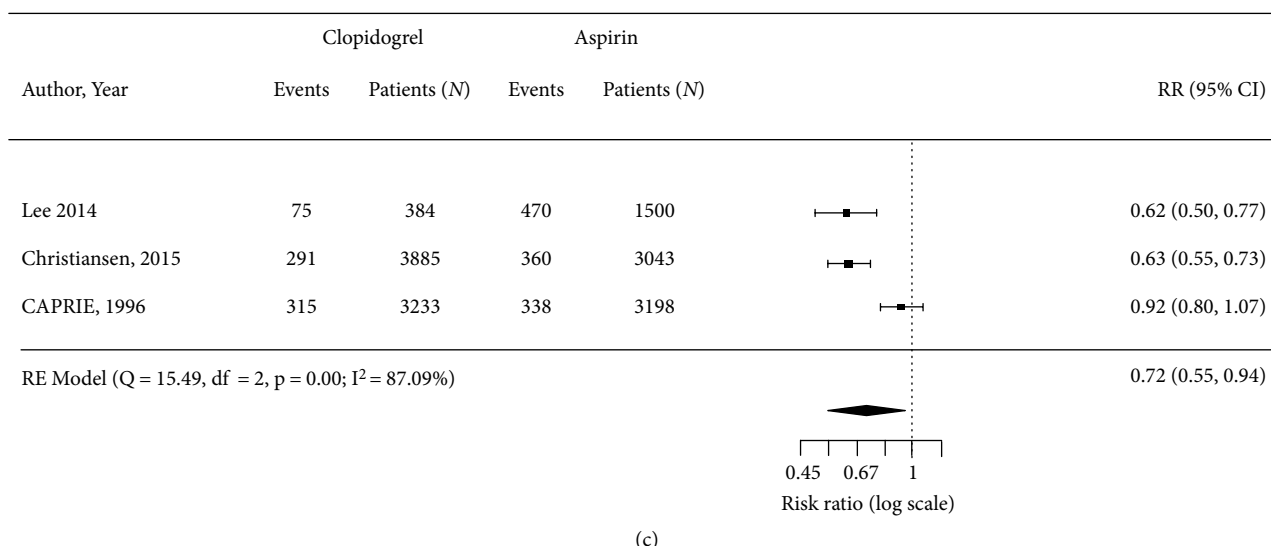 Clopidogrel Aspirin
Author, Year Events Patients (N) Events Patients (N) RR (95% CI)
Lee 2014 75 384 470 1500 0.62 (0.50, 0.77)
Christiansen, 2015 291 3885 360 3043 0.63 (0.55, 0.73)
CAPRIE, 1996 315 3233 338 3198 0.92 (0.80, 1.07)
RE Model (Q = 15.49, df = 2, p = 0.00; I² = 87.09%) 0.72 (0.55, 0.94)
0.45 0.67 1
Risk ratio (log scale)
(c)